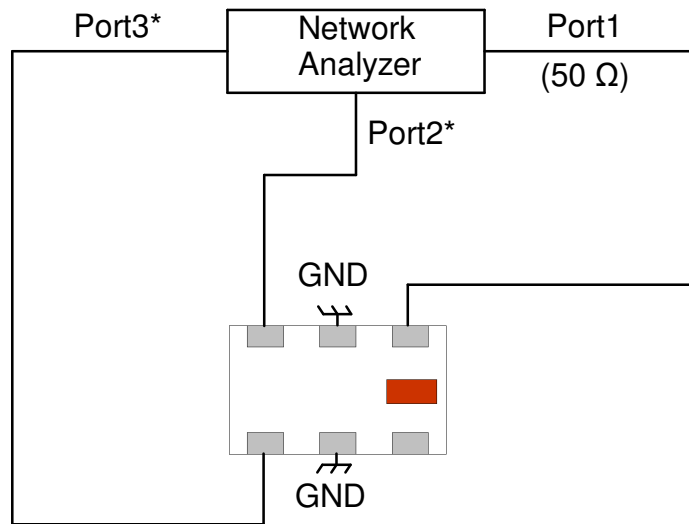 Port3*
Network
Analyzer
Port1
(50 Ω)
Port2*
GND
GND